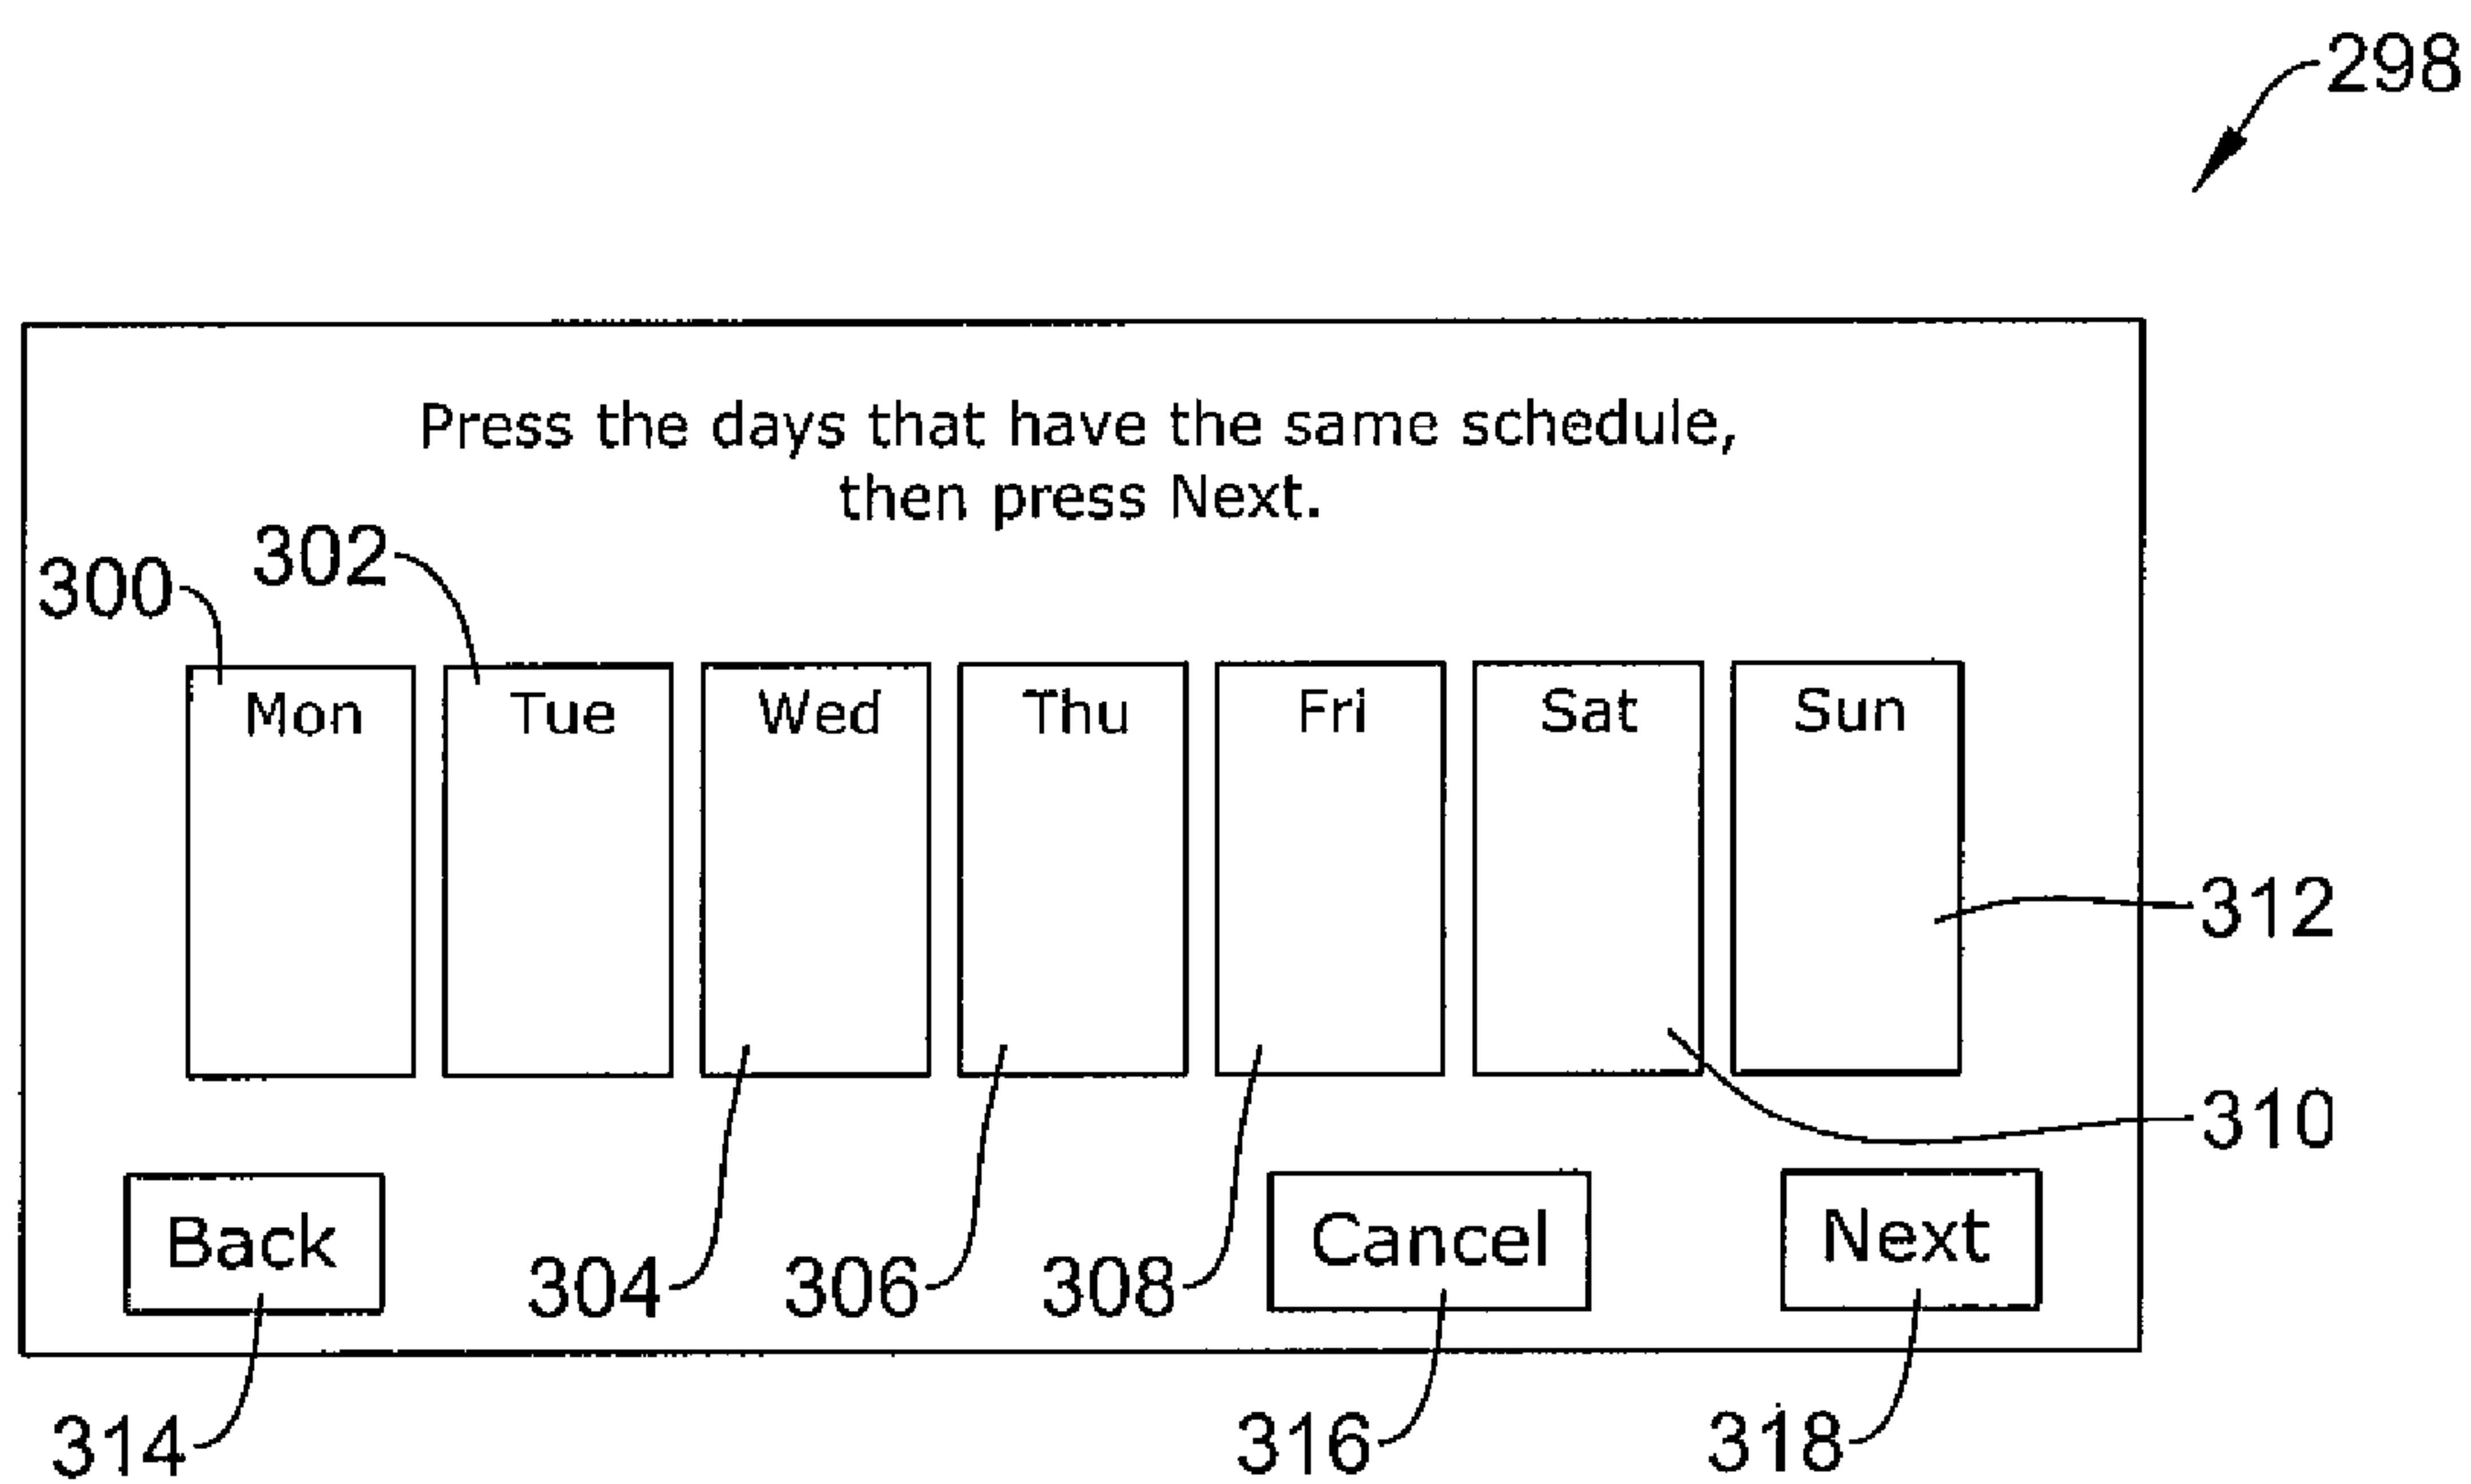 298
Press the days that have the same schedule,
then press Next.
300
302
Mon
Tue
Wed
Thu
Fri
Sat
Sun
312
310
Back
304
306
308
Cancel
Next
314
316
318